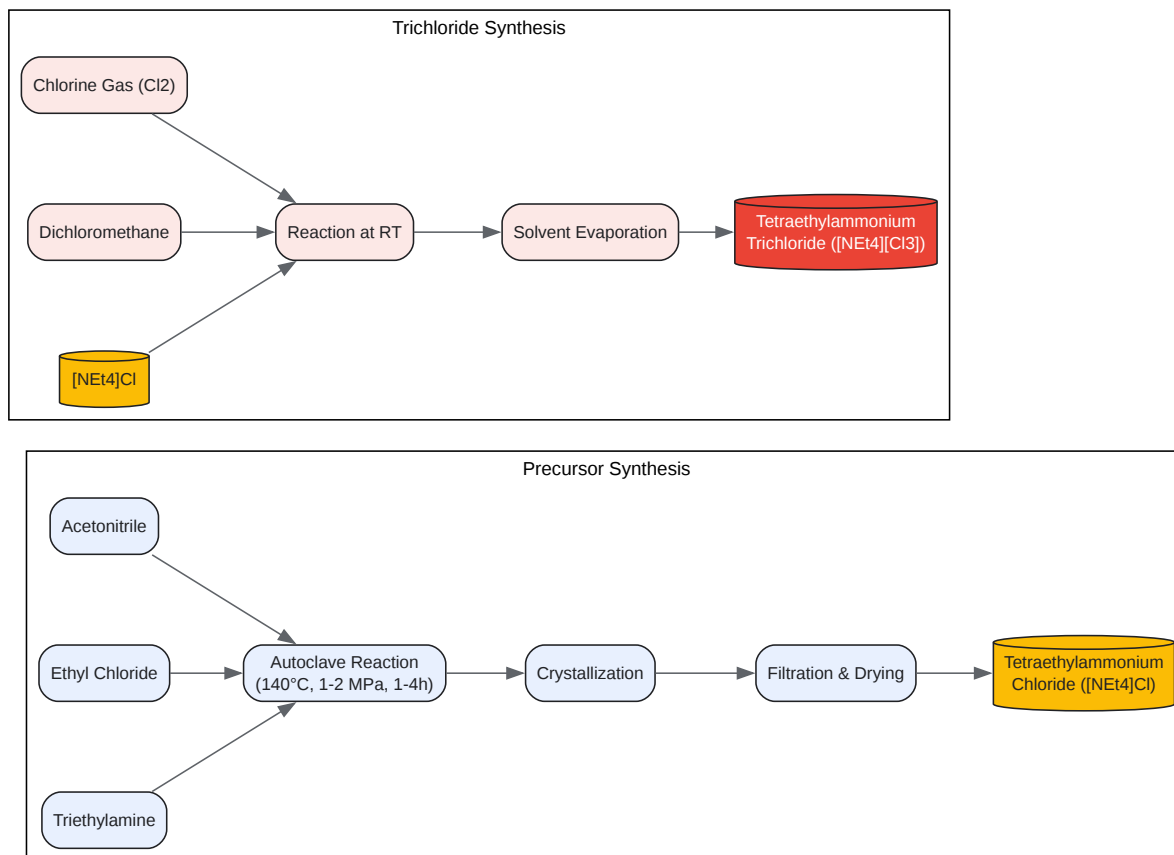 Trichloride Synthesis
Chlorine Gas (Cl2)
Dichloromethane
Reaction at RT
Solvent Evaporation
Tetraethylammonium
Trichloride ([NEt4][Cl3])
[NEt4]Cl
Precursor Synthesis
Acetonitrile
Ethyl Chloride
Autoclave Reaction
(140°C, 1-2 MPa, 1-4h)
Crystallization
Filtration & Drying
Tetraethylammonium
Chloride ([NEt4]Cl)
Triethylamine